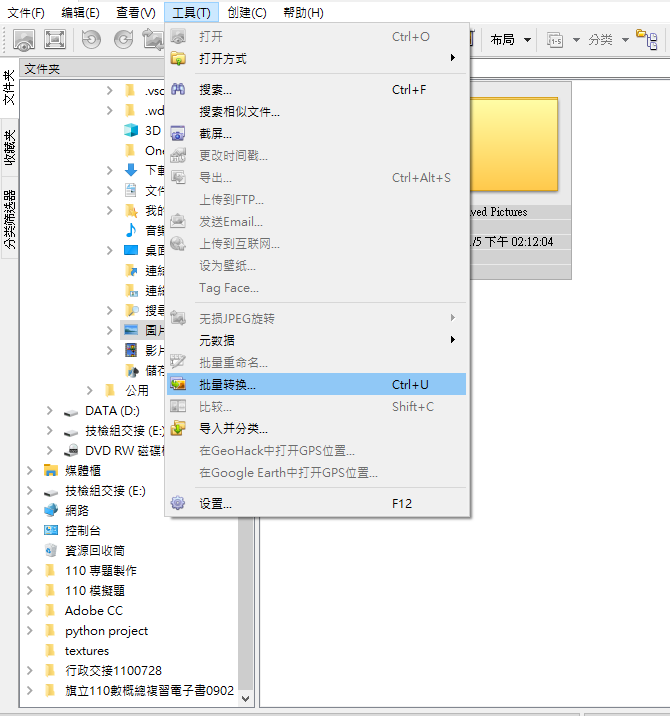 文件(F) 编辑(E) 查看(V) 工具(T) 创建(C) 帮助(H)
布局 分类
文件夹
收藏夹
分类筛选器
文件夹
.vsc
.wd
3D
One
下載
文件
我的
音樂
桌面
連結
連結
搜尋
圖片
影片
儲存
公用
DATA (D:)
技檢組交接 (E:)
DVD RW 磁碟機
媒體櫃
技檢組交接 (E:)
網路
控制台
資源回收筒
110 專題製作
110 模擬題
Adobe CC
python project
textures
行政交接1100728
旗立110數概總複習電子書0902
打开 Ctrl+O
打开方式
搜索... Ctrl+F
搜索相似文件...
截屏...
更改时间戳...
导出... Ctrl+Alt+S
上传到FTP...
发送Email...
上传到互联网...
设为壁纸...
Tag Face...
无损JPEG旋转
元数据
批量重命名...
批量转换... Ctrl+U
比较... Shift+C
导入并分类...
在GeoHack中打开GPS位置...
在Google Earth中打开GPS位置...
设置... F12
ved Pictures
/5 下午 02:12:04